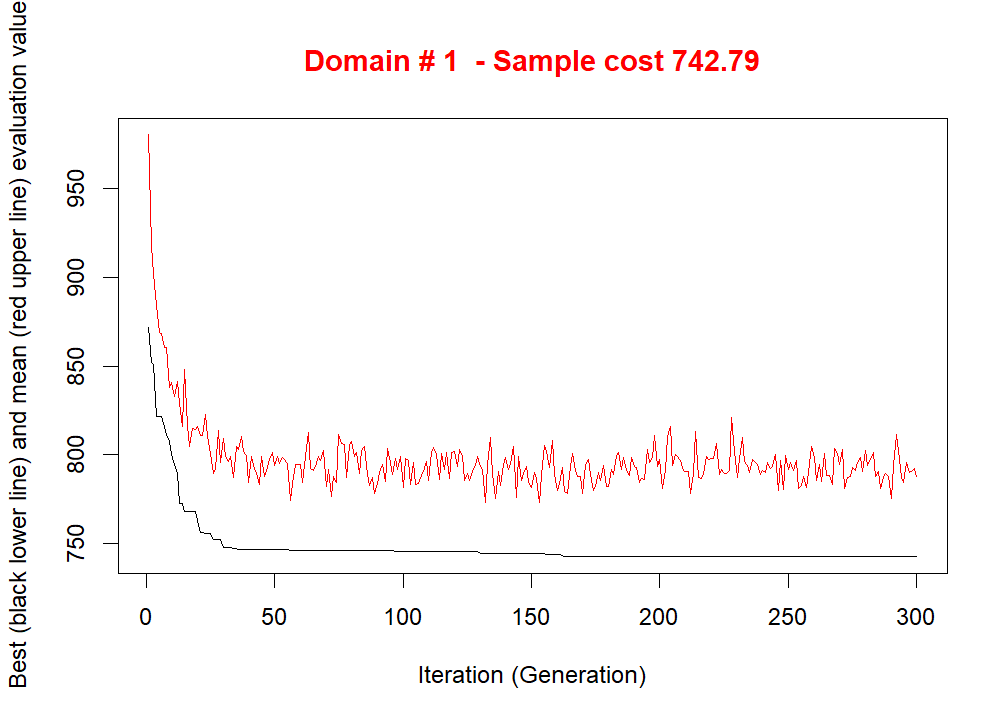 Domain # 1  - Sample cost 742.79
Best (black lower line) and mean (red upper line) evaluation value
950
900
850
800
750
0 50 100 150 200 250 300
Iteration (Generation)